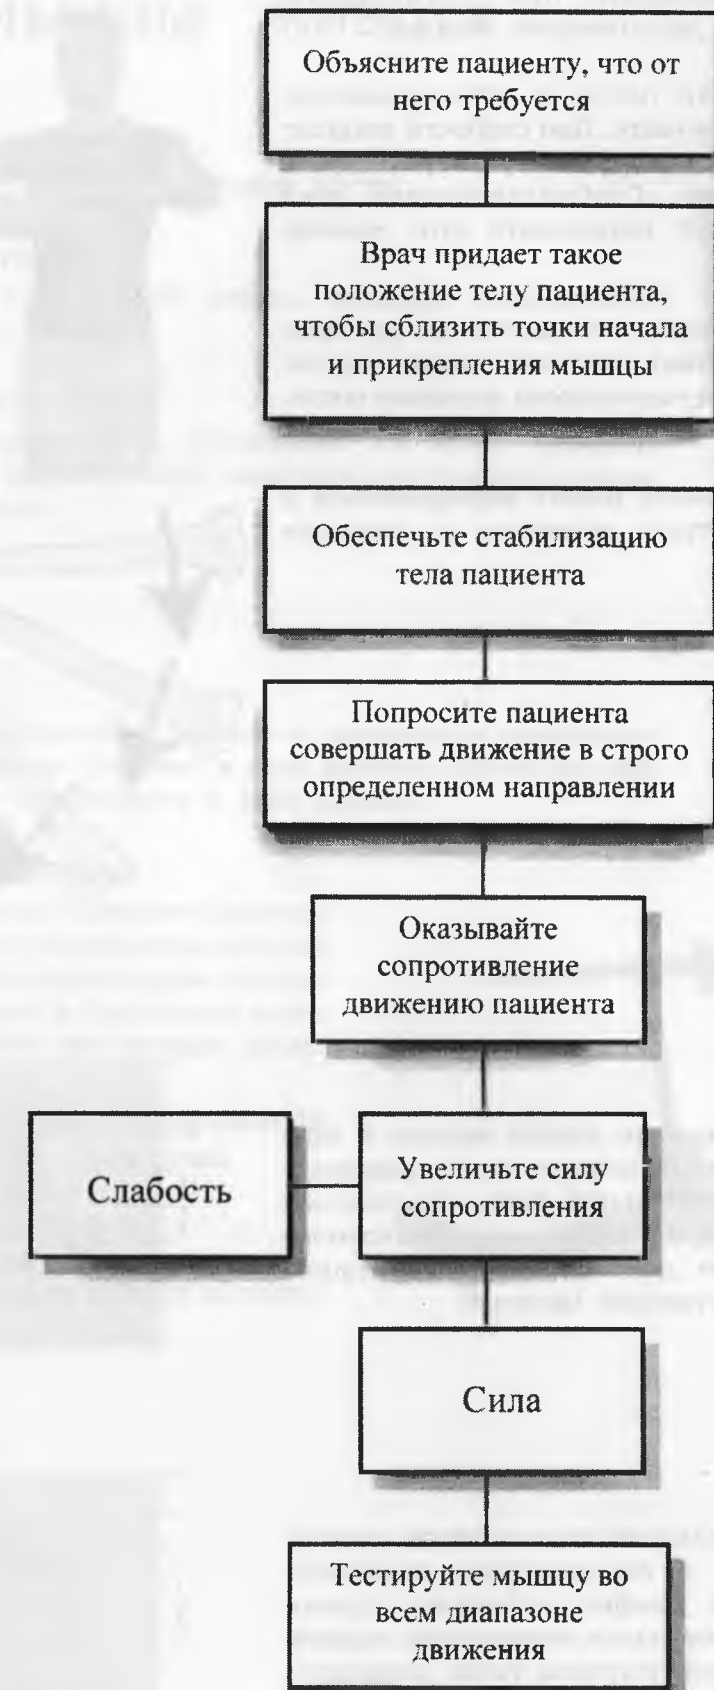 Объясните пациенту, что от
него требуется
Врач придает такое
положение телу пациента,
чтобы сблизить точки начала
и прикрепления мышцы
Обеспечьте стабилизацию
тела пациента
Попросите пациента
совершать движение в строго
определенном направлении
Оказывайте
сопротивление
движению пациента
Слабость
Увеличьте силу
сопротивления
Сила
Тестируйте мышцу во
всем диапазоне
движения